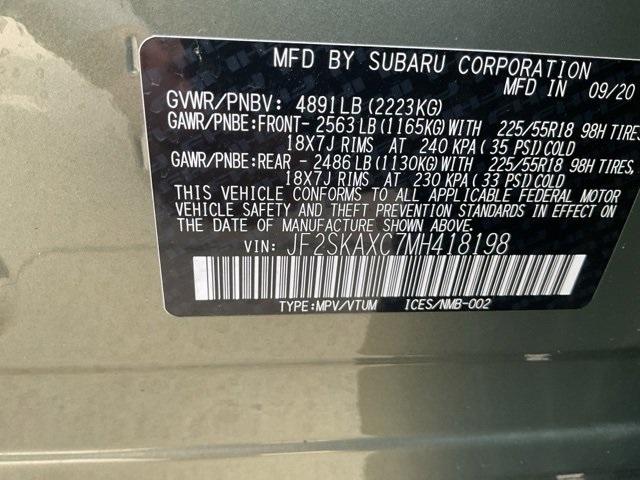 MFD BY SUBARU CORPORATION
MFD IN 09/20
GVWR/PNBV: 4891LB (2223KG)
GAWR/PNBE:FRONT- 2563LB (1165KG) WITH 225/55R18 98H TIRES
18X7J RIMS AT 240 KPA ( 35 PSI) COLD
GAWR/PNBE:REAR - 2486LB (1130KG) WITH 225/55R18 98H TIRES,
18X7J RIMS AT 230 KPA ( 33 PSI) COLD
THIS VEHICLE CONFORMS TO ALL APPLICABLE FEDERAL MOTOR
VEHICLE SAFETY AND THEFT PREVENTION STANDARDS IN EFFECT ON
THE DATE OF MANUFACTURE SHOWN ABOVE.
VIN: JF2SKAXC7MH418198
TYPE:MPV/VTUM ICES/NMB-002